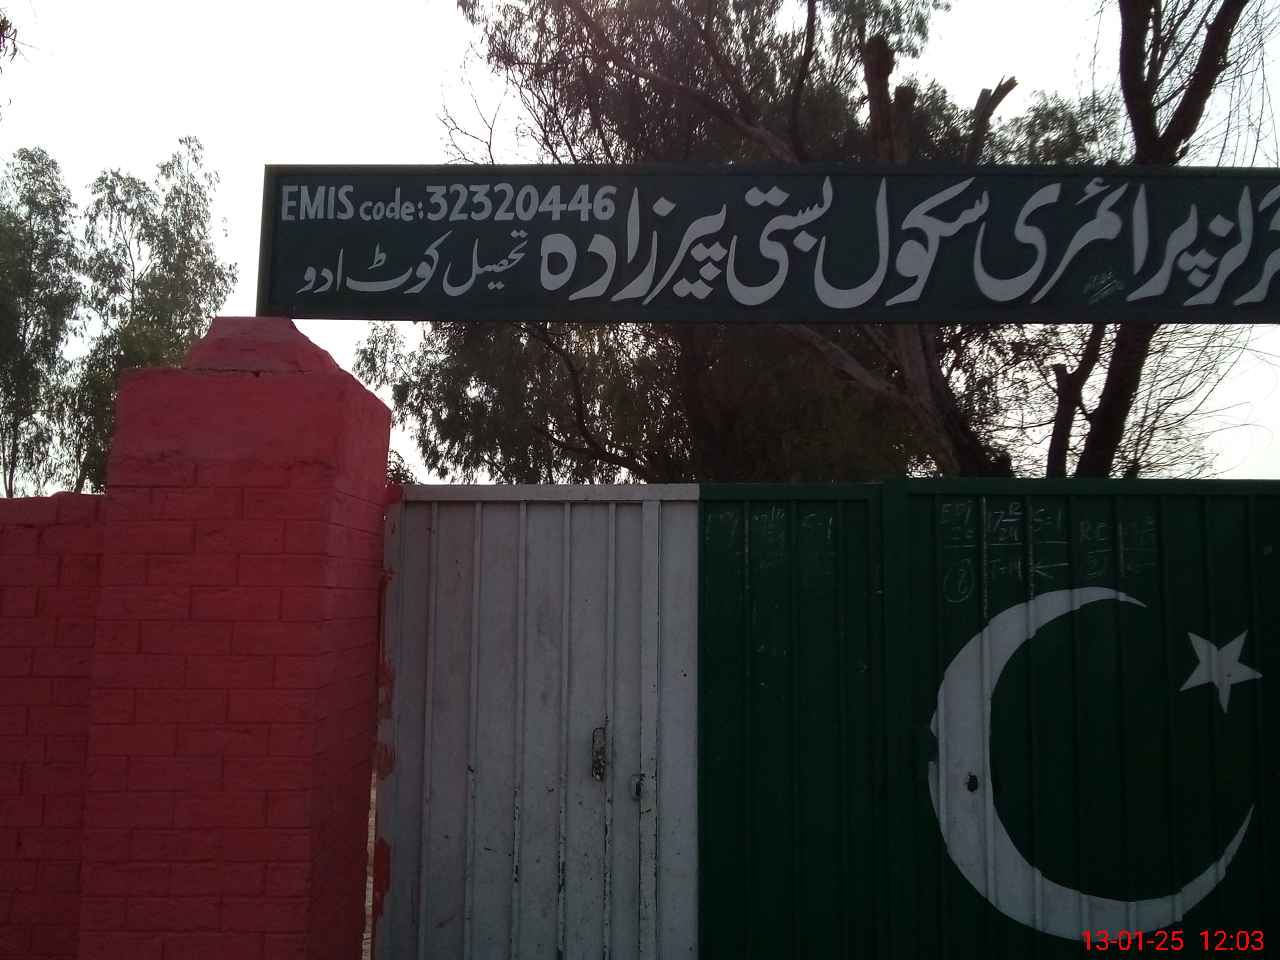 گرلز پرائمری سکول بستی پیرزادہ
EMIS code:32320446
تحصیل کوٹ ادو
13-01-25 12:03